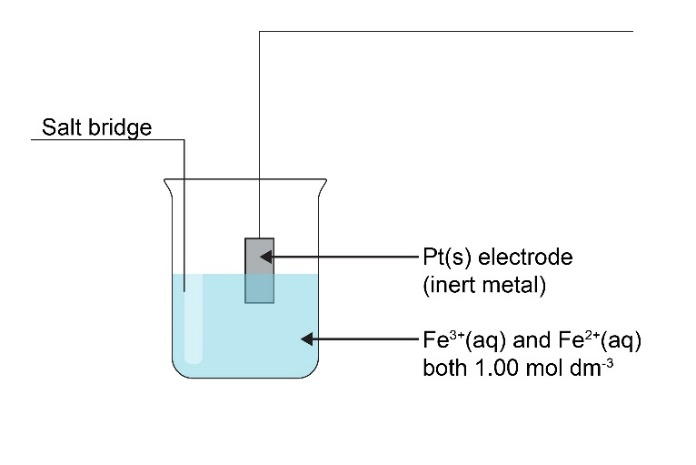 Salt bridge
Pt(s) electrode
(inert metal)
Fe³⁺(aq) and Fe²⁺(aq)
both 1.00 mol dm⁻³